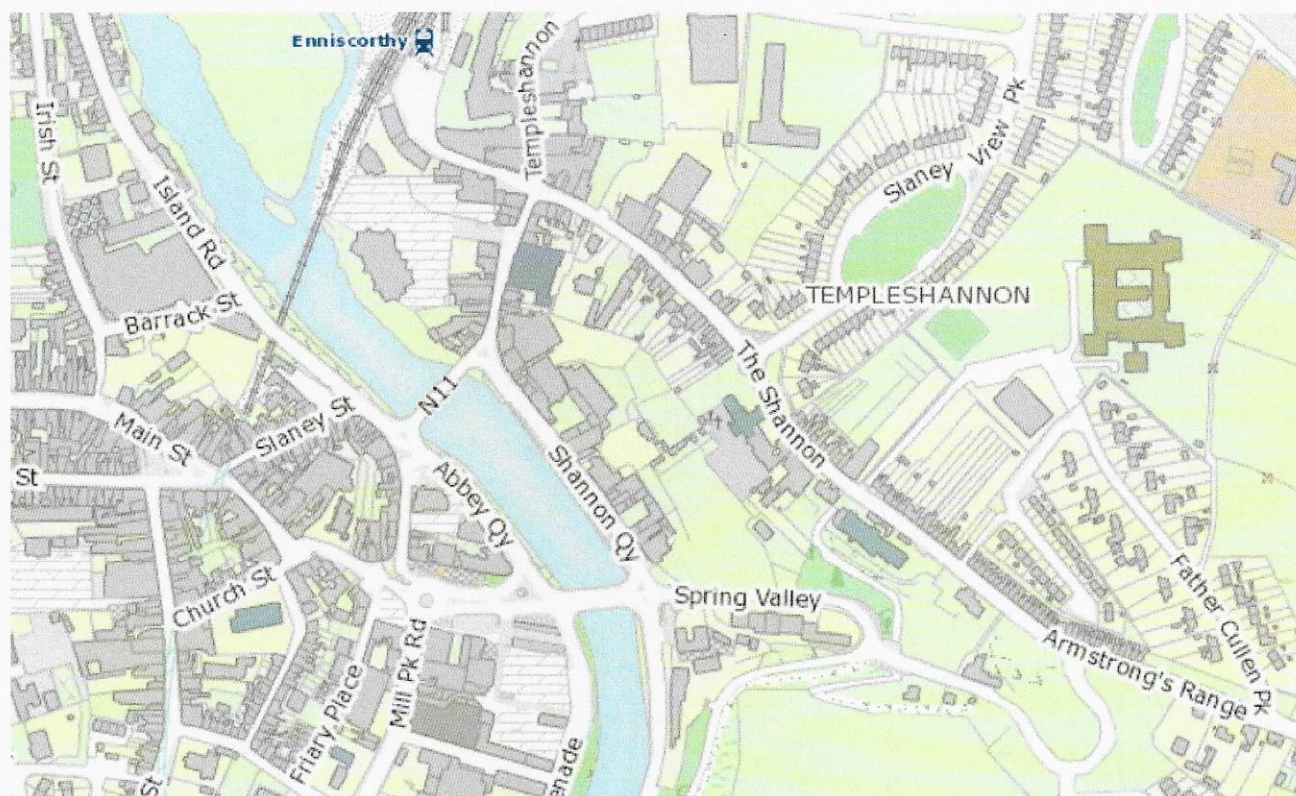 Enniscorthy
Templeshannon
Irish St
Island Rd
Slaney View Pk
TEMPLESHANNON
Barrack St
N11
The Shannon
Main St
Slaney St
St
Abbey Qy
Shannon Qy
Church St
Spring Valley
Father Cullen Pk
Mill Pk Rd
Armstrong's Range
Friary Place
enade
St